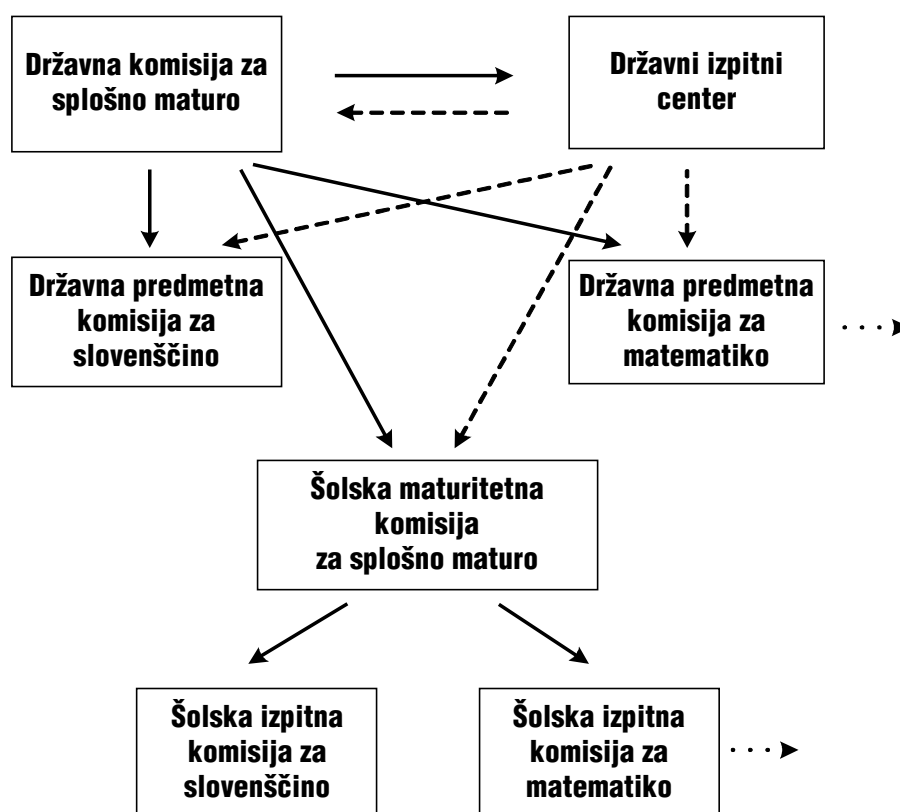 Državna komisija za
splošno maturo
Državni izpitni
center
Državna predmetna
komisija za
slovenščino
Državna predmetna
komisija za
matematiko
Šolska maturitetna
komisija
za splošno maturo
Šolska izpitna
komisija za
slovenščino
Šolska izpitna
komisija za
matematiko